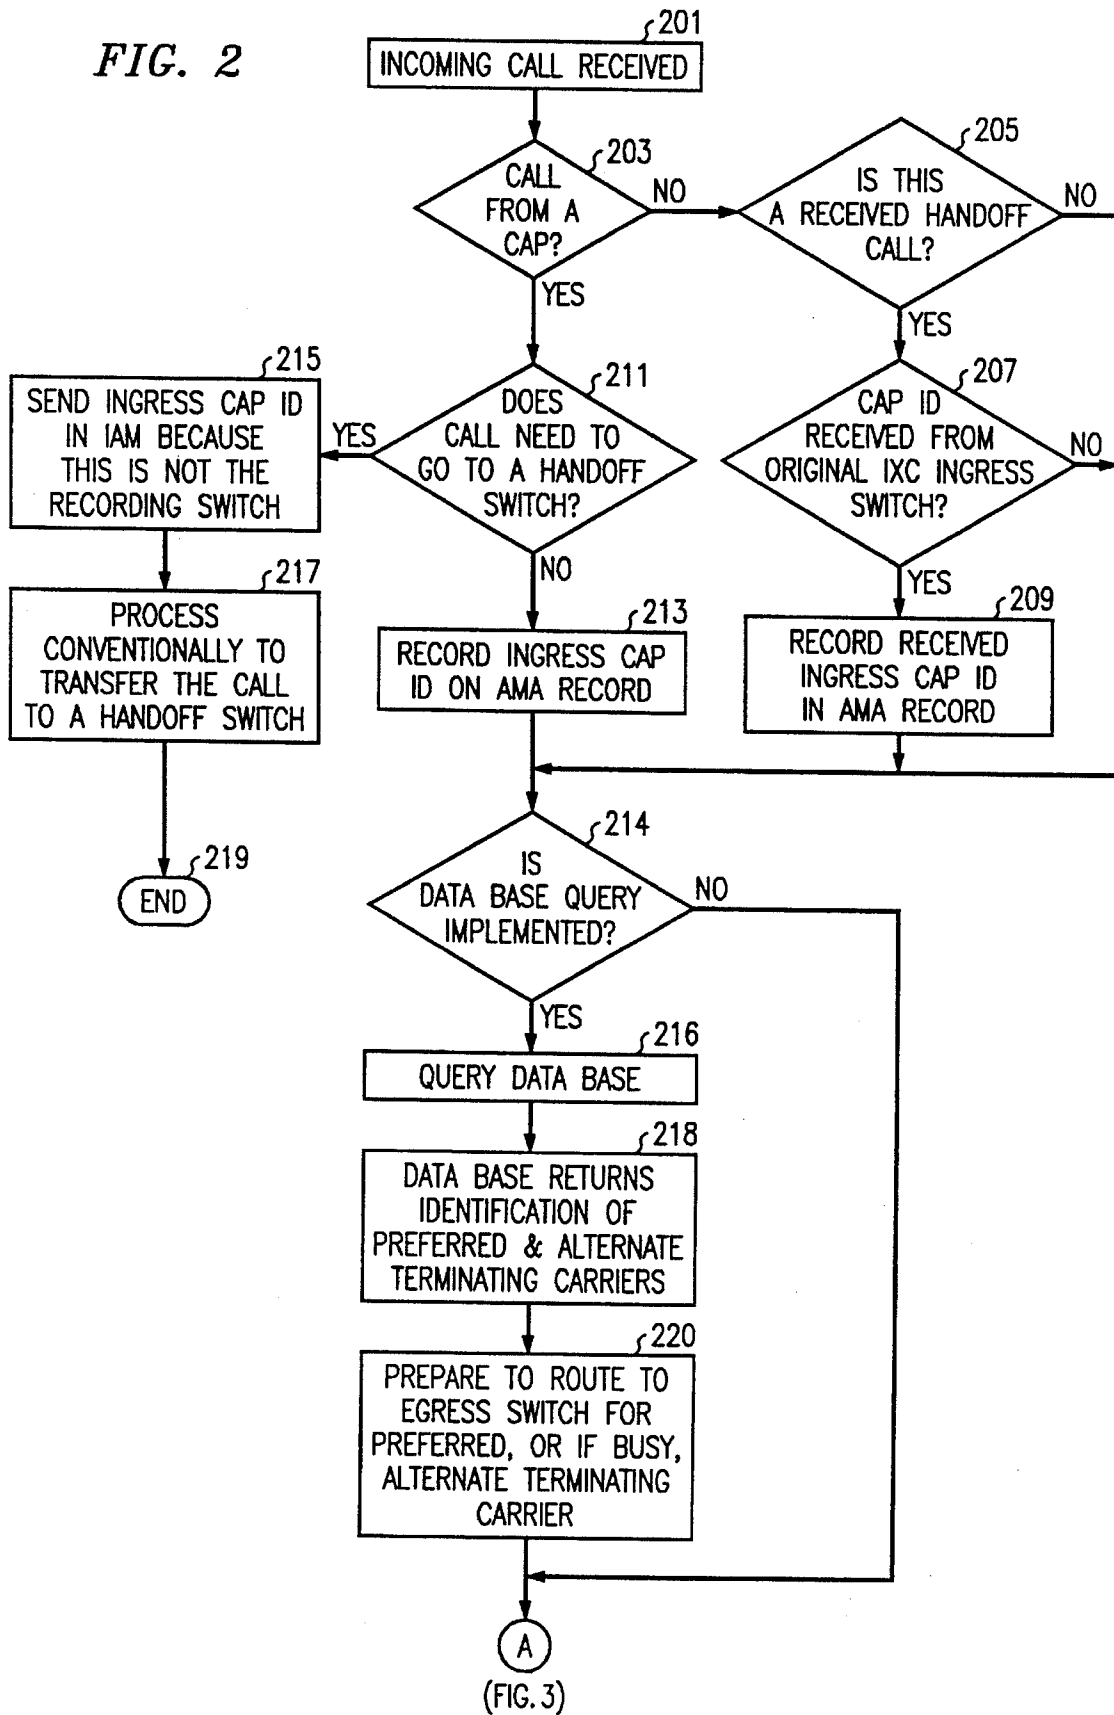 FIG. 2
201
INCOMING CALL RECEIVED
203
CALL
FROM A
CAP?
NO
YES
205
IS THIS
A RECEIVED HANDOFF
CALL?
NO
YES
215
SEND INGRESS CAP ID
IN IAM BECAUSE
THIS IS NOT THE
RECORDING SWITCH
211
DOES
CALL NEED TO
GO TO A HANDOFF
SWITCH?
YES
NO
207
CAP ID
RECEIVED FROM
ORIGINAL IXC INGRESS
SWITCH?
NO
YES
217
PROCESS
CONVENTIONALLY TO
TRANSFER THE CALL
TO A HANDOFF SWITCH
213
RECORD INGRESS CAP
ID ON AMA RECORD
209
RECORD RECEIVED
INGRESS CAP ID
IN AMA RECORD
219
END
214
IS
DATA BASE QUERY
IMPLEMENTED?
NO
YES
216
QUERY DATA BASE
218
DATA BASE RETURNS
IDENTIFICATION OF
PREFERRED & ALTERNATE
TERMINATING CARRIERS
220
PREPARE TO ROUTE TO
EGRESS SWITCH FOR
PREFERRED, OR IF BUSY,
ALTERNATE TERMINATING
CARRIER
A
(FIG. 3)